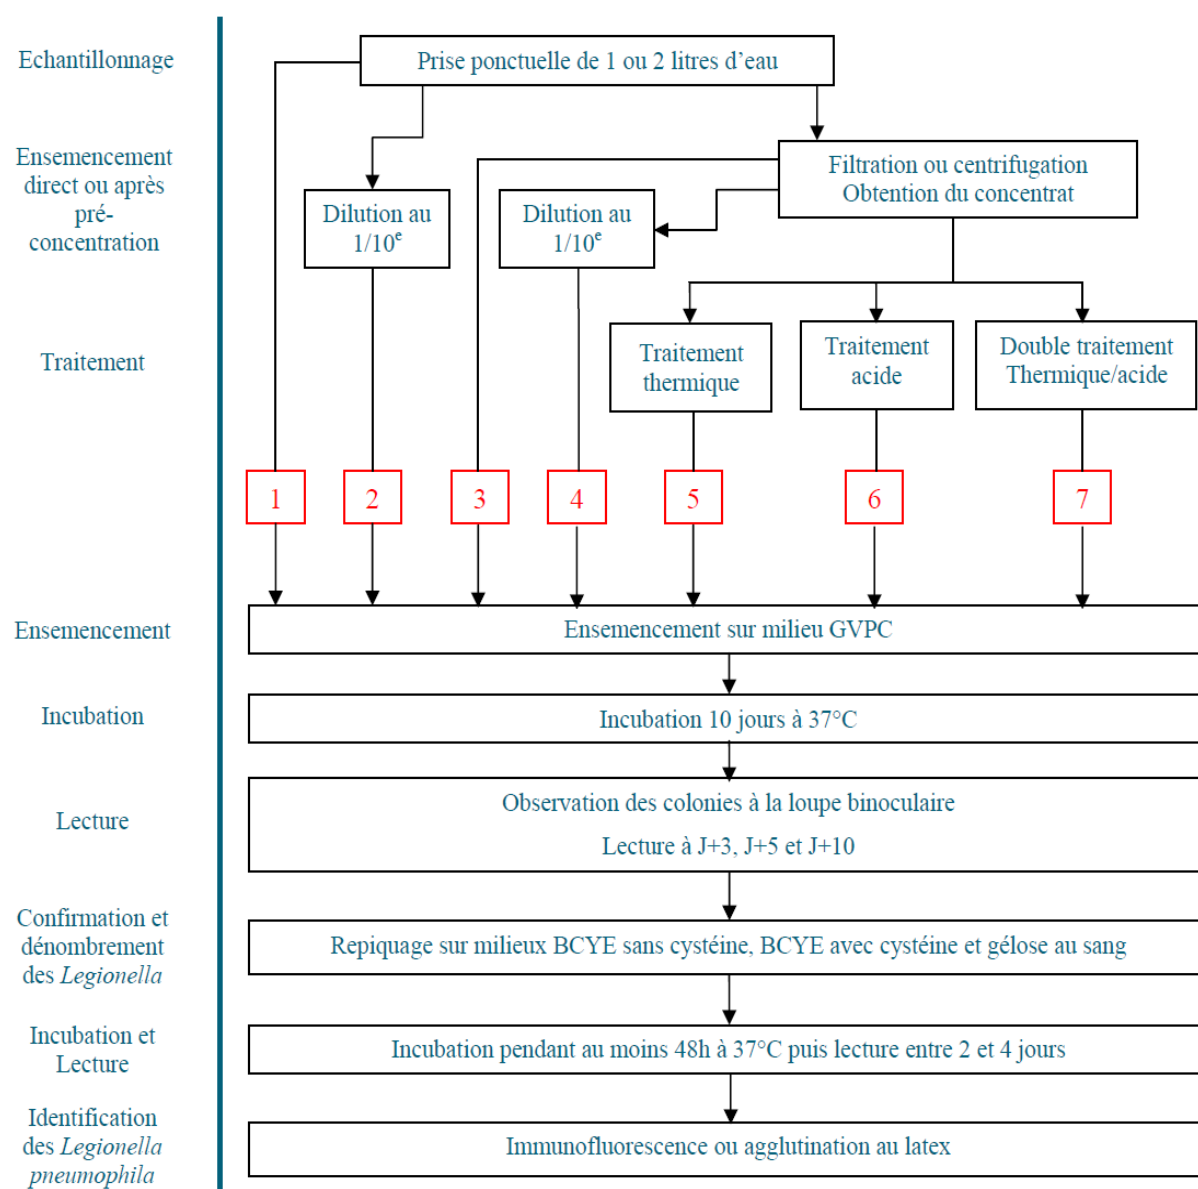 Echantillonnage
Prise ponctuelle de 1 ou 2 litres d'eau
Ensemencement
direct ou après
pré-
concentration
Filtration ou centrifugation
Obtention du concentrat
Dilution au
1/10e
Dilution au
1/10e
Traitement
Traitement
thermique
Traitement
acide
Double traitement
Thermique/acide
1
2
3
4
5
6
7
Ensemencement
Ensemencement sur milieu GVPC
Incubation
Incubation 10 jours à 37°C
Lecture
Observation des colonies à la loupe binoculaire
Lecture à J+3, J+5 et J+10
Confirmation et
dénombrement
des Legionella
Repiquage sur milieux BCYE sans cystéine, BCYE avec cystéine et gélose au sang
Incubation et
Lecture
Incubation pendant au moins 48h à 37°C puis lecture entre 2 et 4 jours
Identification
des Legionella
pneumophila
Immunofluorescence ou agglutination au latex